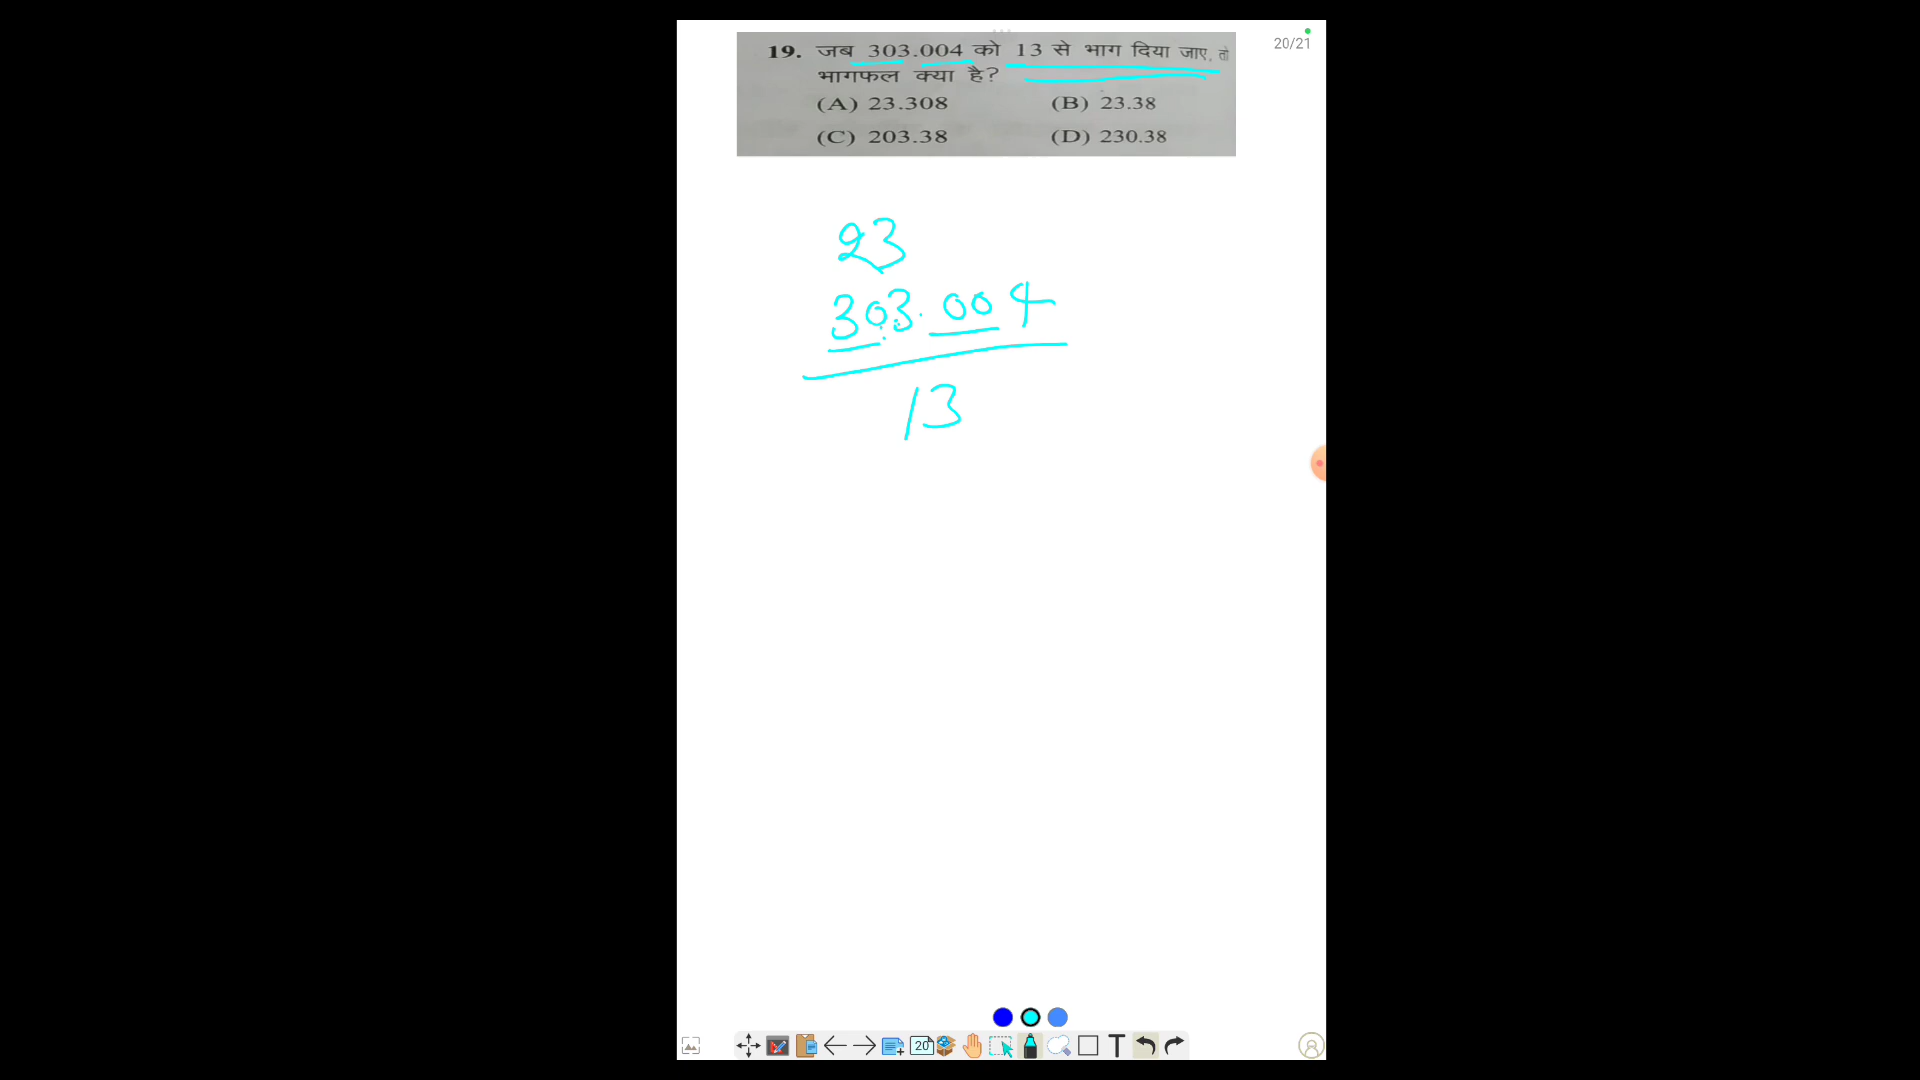 20/21
19. जब 303.004 को 13 से भाग दिया जाए, तो
भागफल क्या है?
(A) 23.308 (B) 23.38
(C) 203.38 (D) 230.38
23
303.004
13
20 T